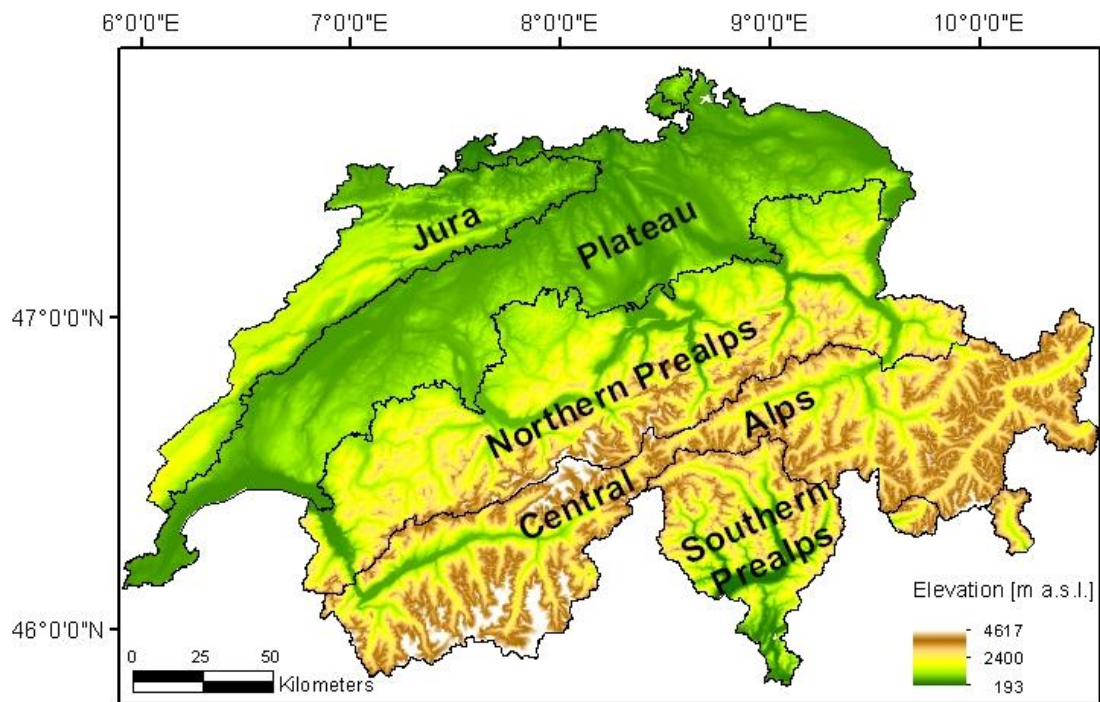 6°0'0"E 7°0'0"E 8°0'0"E 9°0'0"E 10°0'0"E
Jura
Plateau
47°0'0"N
Northern Prealps
Central Alps
Southern
Prealps
46°0'0"N
Elevation [m a.s.l.]
4617
2400
193
0 25 50
Kilometers